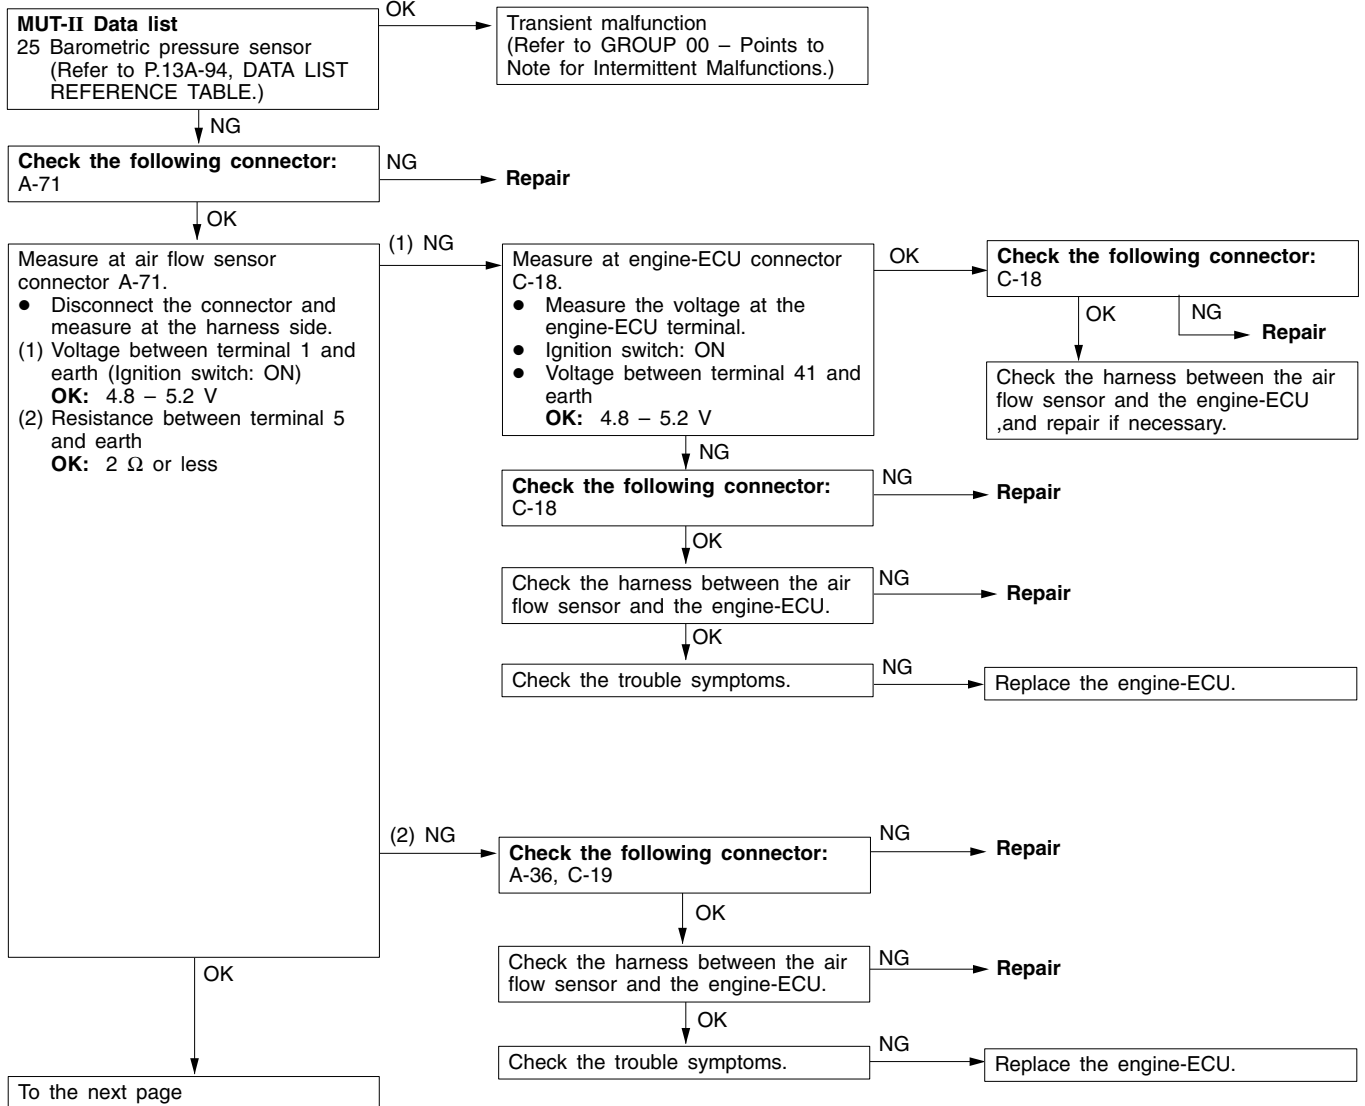 MUT-II Data list
25 Barometric pressure sensor
(Refer to P.13A-94, DATA LIST
REFERENCE TABLE.)
OK
Transient malfunction
(Refer to GROUP 00 – Points to
Note for Intermittent Malfunctions.)
NG
Check the following connector:
A-71
NG
Repair
OK
Measure at air flow sensor
connector A-71.
● Disconnect the connector and
measure at the harness side.
(1) Voltage between terminal 1 and
earth (Ignition switch: ON)
OK: 4.8 – 5.2 V
(2) Resistance between terminal 5
and earth
OK: 2 Ω or less
(1) NG
Measure at engine-ECU connector
C-18.
● Measure the voltage at the
engine-ECU terminal.
● Ignition switch: ON
● Voltage between terminal 41 and
earth
OK: 4.8 – 5.2 V
OK
Check the following connector:
C-18
OK
NG
Repair
Check the harness between the air
flow sensor and the engine-ECU
,and repair if necessary.
NG
Check the following connector:
C-18
NG
Repair
OK
Check the harness between the air
flow sensor and the engine-ECU.
NG
Repair
OK
Check the trouble symptoms.
NG
Replace the engine-ECU.
(2) NG
Check the following connector:
A-36, C-19
NG
Repair
OK
Check the harness between the air
flow sensor and the engine-ECU.
NG
Repair
OK
Check the trouble symptoms.
NG
Replace the engine-ECU.
OK
To the next page